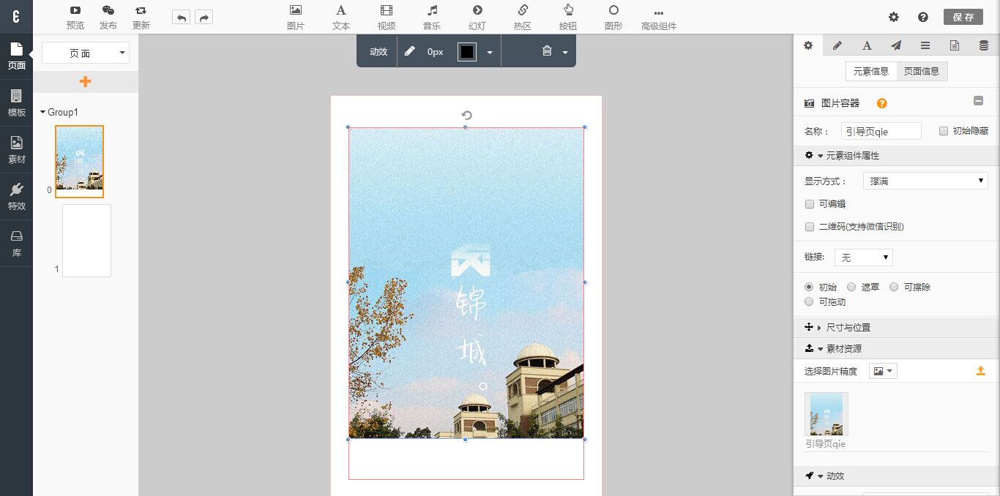 预览
发布
更新
图片
文本
视频
音乐
幻灯
热区
按钮
图形
高级组件
保存
页面
模板
素材
特效
库
页面
Group1
0
1
动效
0px
锦
城
。
元素信息
页面信息
图片容器
名称：
引导页qie
初始隐藏
元素组件属性
显示方式：
撑满
可编辑
二维码(支持微信识别)
链接:
无
初始
遮罩
可擦除
可拖动
尺寸与位置
素材资源
选择图片精度
引导页qie
动效